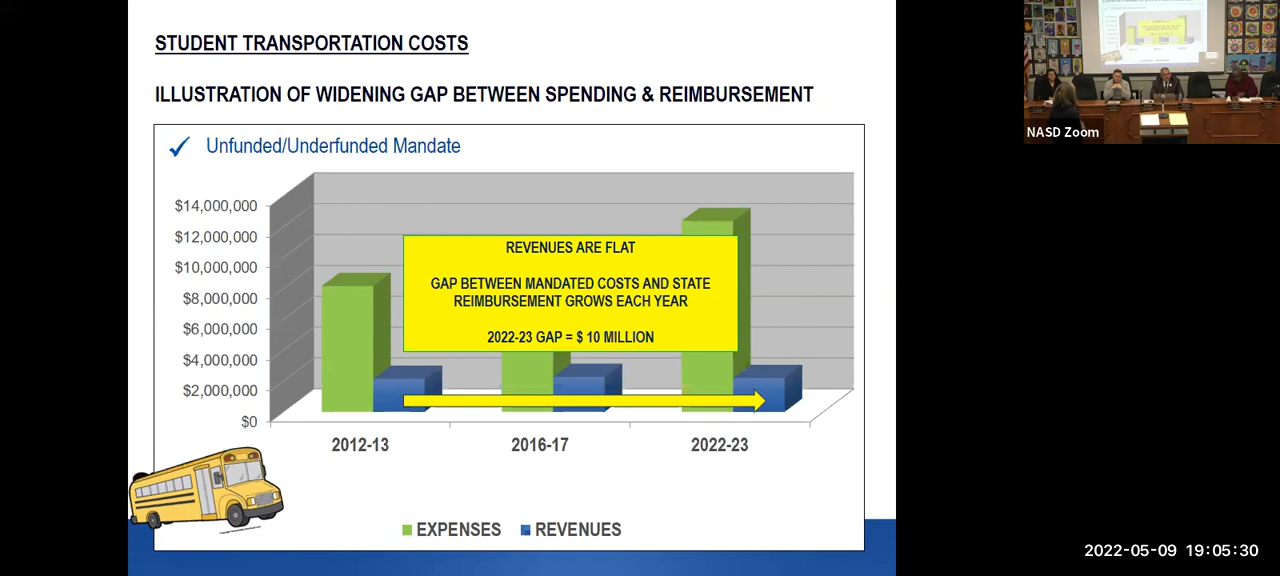 STUDENT TRANSPORTATION COSTS
ILLUSTRATION OF WIDENING GAP BETWEEN SPENDING & REIMBURSEMENT
Unfunded/Underfunded Mandate
$14,000,000
$12,000,000
$10,000,000
$8,000,000
$6,000,000
$4,000,000
$2,000,000
$0
REVENUES ARE FLAT
GAP BETWEEN MANDATED COSTS AND STATE
REIMBURSEMENT GROWS EACH YEAR
2022-23 GAP = $ 10 MILLION
2012-13
2016-17
2022-23
EXPENSES
REVENUES
NASD Zoom
2022-05-09 19:05:30